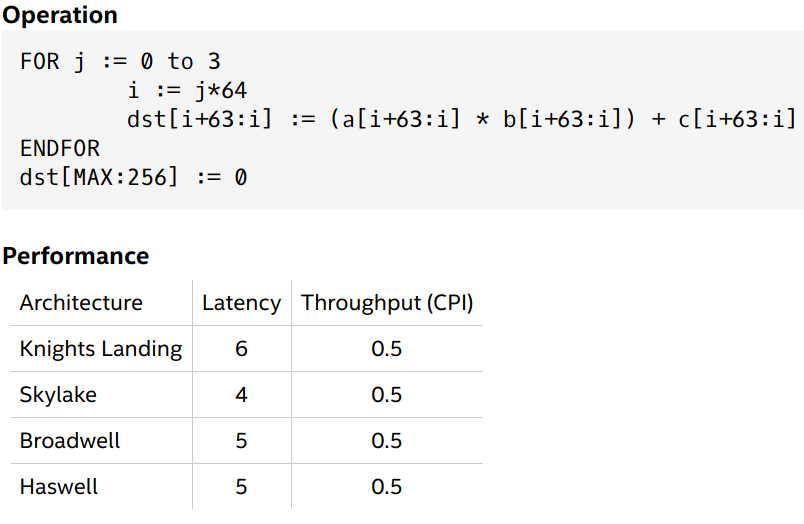 Operation
FOR j := 0 to 3
i := j*64
dst[i+63:i] := (a[i+63:i] * b[i+63:i]) + c[i+63:i]
ENDFOR
dst[MAX:256] := 0
Performance
Architecture Latency Throughput (CPI)
Knights Landing 6 0.5
Skylake 4 0.5
Broadwell 5 0.5
Haswell 5 0.5